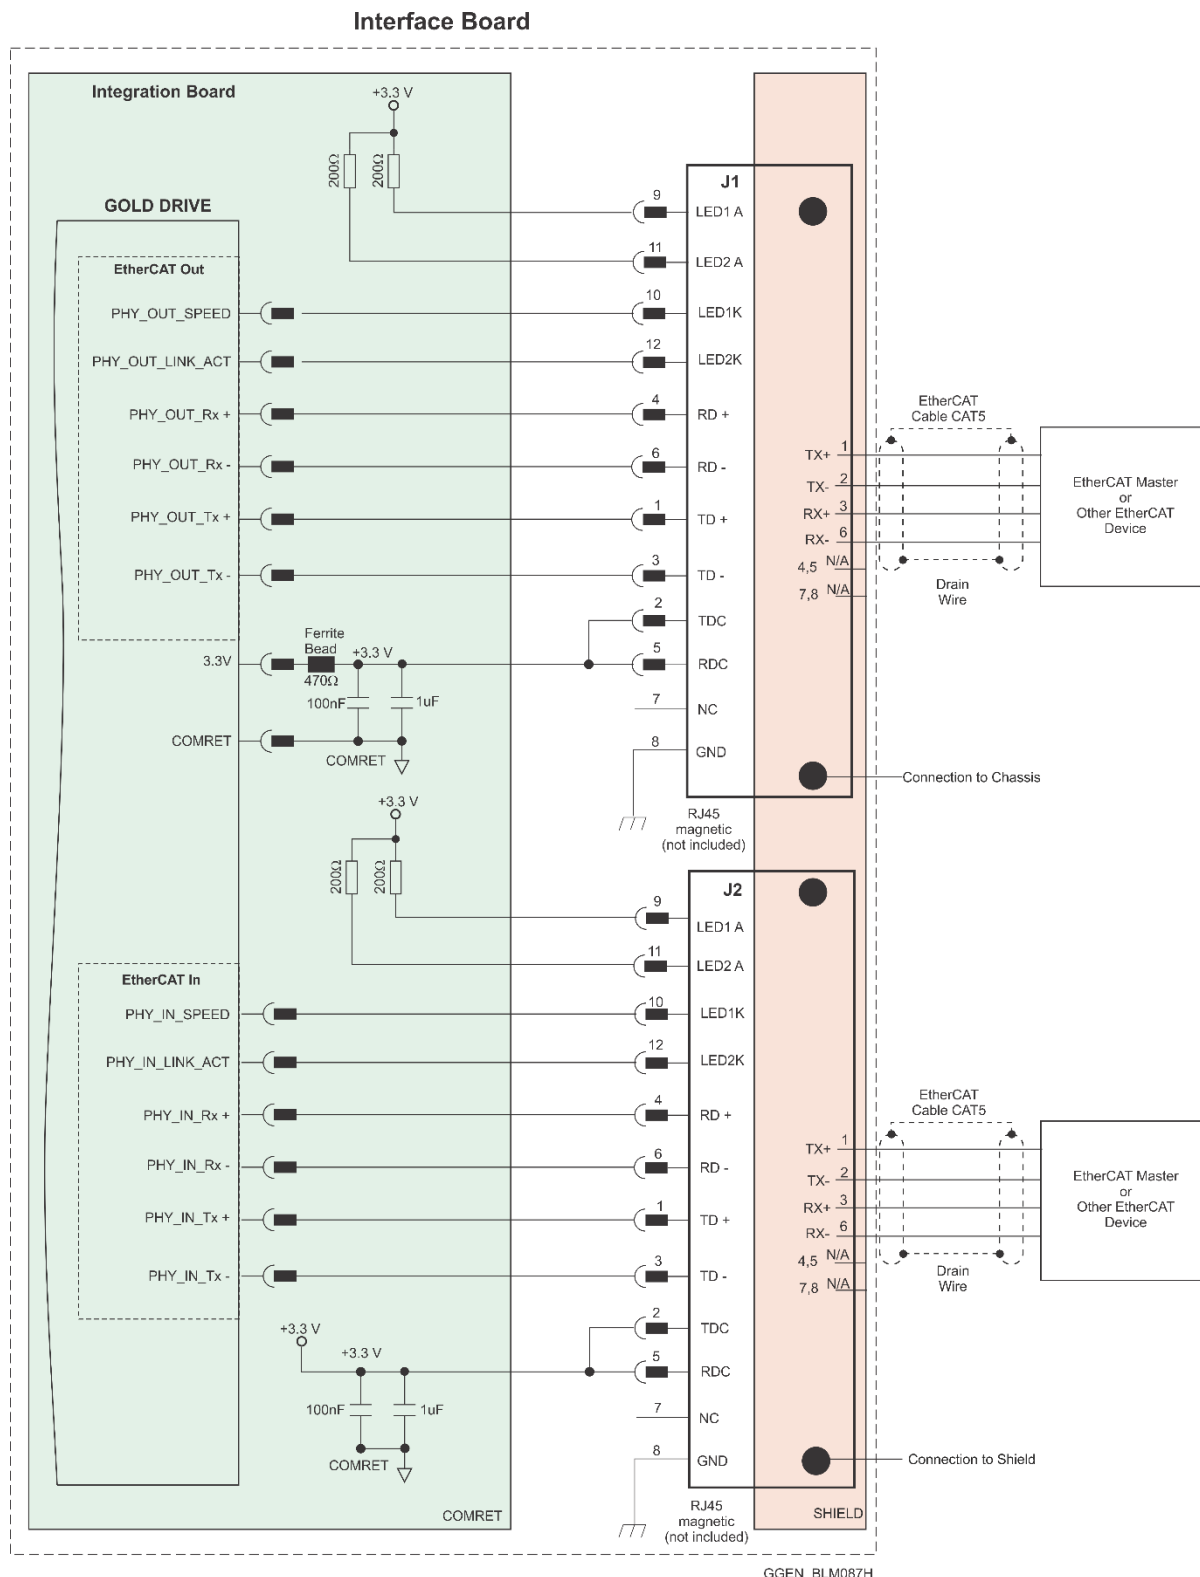 Interface Board
Integration Board
+3.3 V
200Ω
200Ω
GOLD DRIVE
EtherCAT Out
PHY_OUT_SPEED
PHY_OUT_LINK_ACT
PHY_OUT_Rx +
PHY_OUT_Rx -
PHY_OUT_Tx +
PHY_OUT_Tx -
3.3V
Ferrite
Bead
470Ω
+3.3 V
100nF
1uF
COMRET
COMRET
J1
9
LED1 A
11
LED2 A
10
LED1K
12
LED2K
4
RD +
6
RD -
1
TD +
3
TD -
2
TDC
5
RDC
7
NC
8
GND
RJ45
magnetic
(not included)
TX+ 1
TX- 2
RX+ 3
RX- 6
4,5 N/A
7,8 N/A
EtherCAT
Cable CAT5
Drain
Wire
EtherCAT Master
or
Other EtherCAT
Device
Connection to Chassis
+3.3 V
200Ω
200Ω
EtherCAT In
PHY_IN_SPEED
PHY_IN_LINK_ACT
PHY_IN_Rx +
PHY_IN_Rx -
PHY_IN_Tx +
PHY_IN_Tx -
+3.3 V
+3.3 V
100nF
1uF
COMRET
COMRET
J2
9
LED1 A
11
LED2 A
10
LED1K
12
LED2K
4
RD +
6
RD -
1
TD +
3
TD -
2
TDC
5
RDC
7
NC
8
GND
RJ45
magnetic
(not included)
TX+ 1
TX- 2
RX+ 3
RX- 6
4,5 N/A
7,8 N/A
EtherCAT
Cable CAT5
Drain
Wire
EtherCAT Master
or
Other EtherCAT
Device
Connection to Shield
SHIELD
GGEN_BLM087H